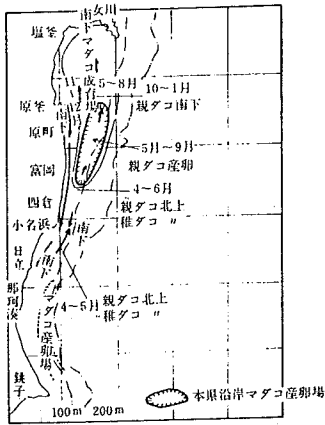 女川
塩釜
南下マダコ成育場
5～8月
10～1月
親ダコ南下
原釜
原町
5月～9月
親ダコ産卵
富岡
4～6月
四倉
親ダコ北上
稚ダコ 〃
小名浜
南下
日立
南下マダコ産卵場
那珂湊
4～5月
親ダコ北上
稚ダコ 〃
銚子
100m 200m
本県沿岸マダコ産卵場